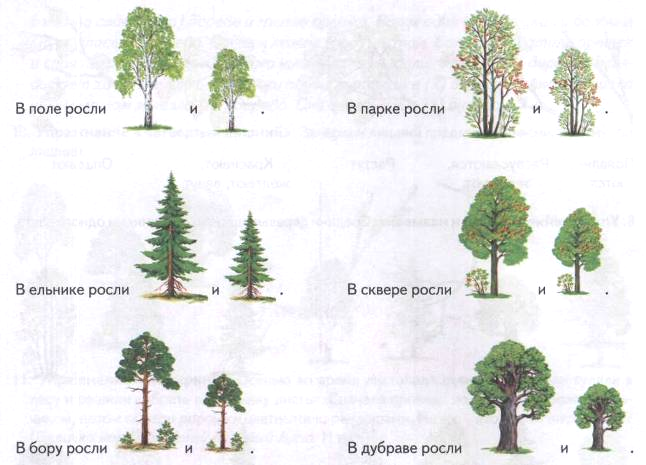 В поле росли и .
В парке росли и .
В ельнике росли и .
В сквере росли и .
В бору росли и .
В дубраве росли и .